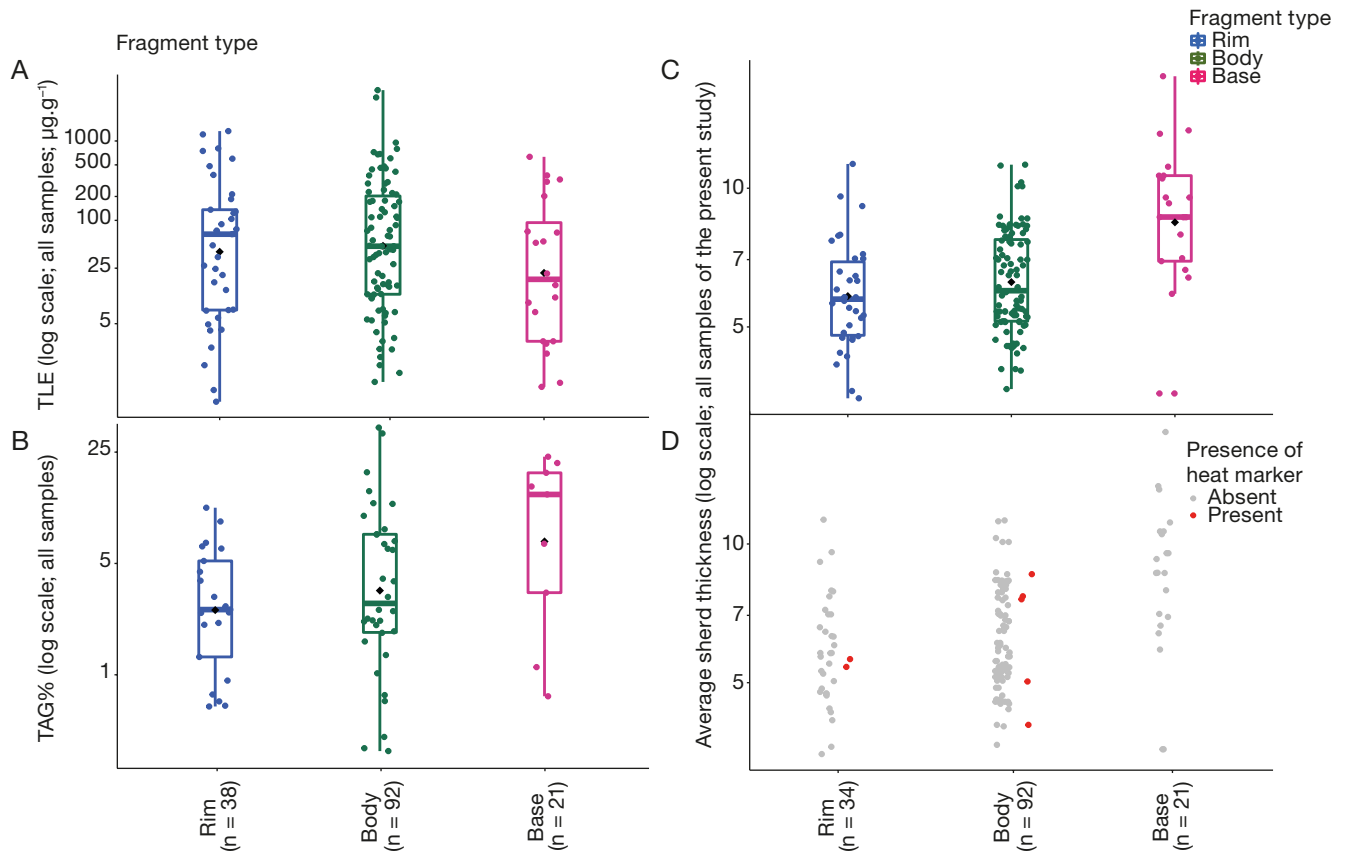 Fragment type
A
TLE (log scale; all samples; µg.g⁻¹)
1000
500
200
100
25
5
B
TAG% (log scale; all samples)
25
5
1
Rim
(n = 38)
Body
(n = 92)
Base
(n = 21)
C
Fragment type
Rim
Body
Base
Average sherd thickness (log scale; all samples of the present study)
10
7
5
D
Presence of
heat marker
Absent
Present
10
7
5
Rim
(n = 34)
Body
(n = 92)
Base
(n = 21)